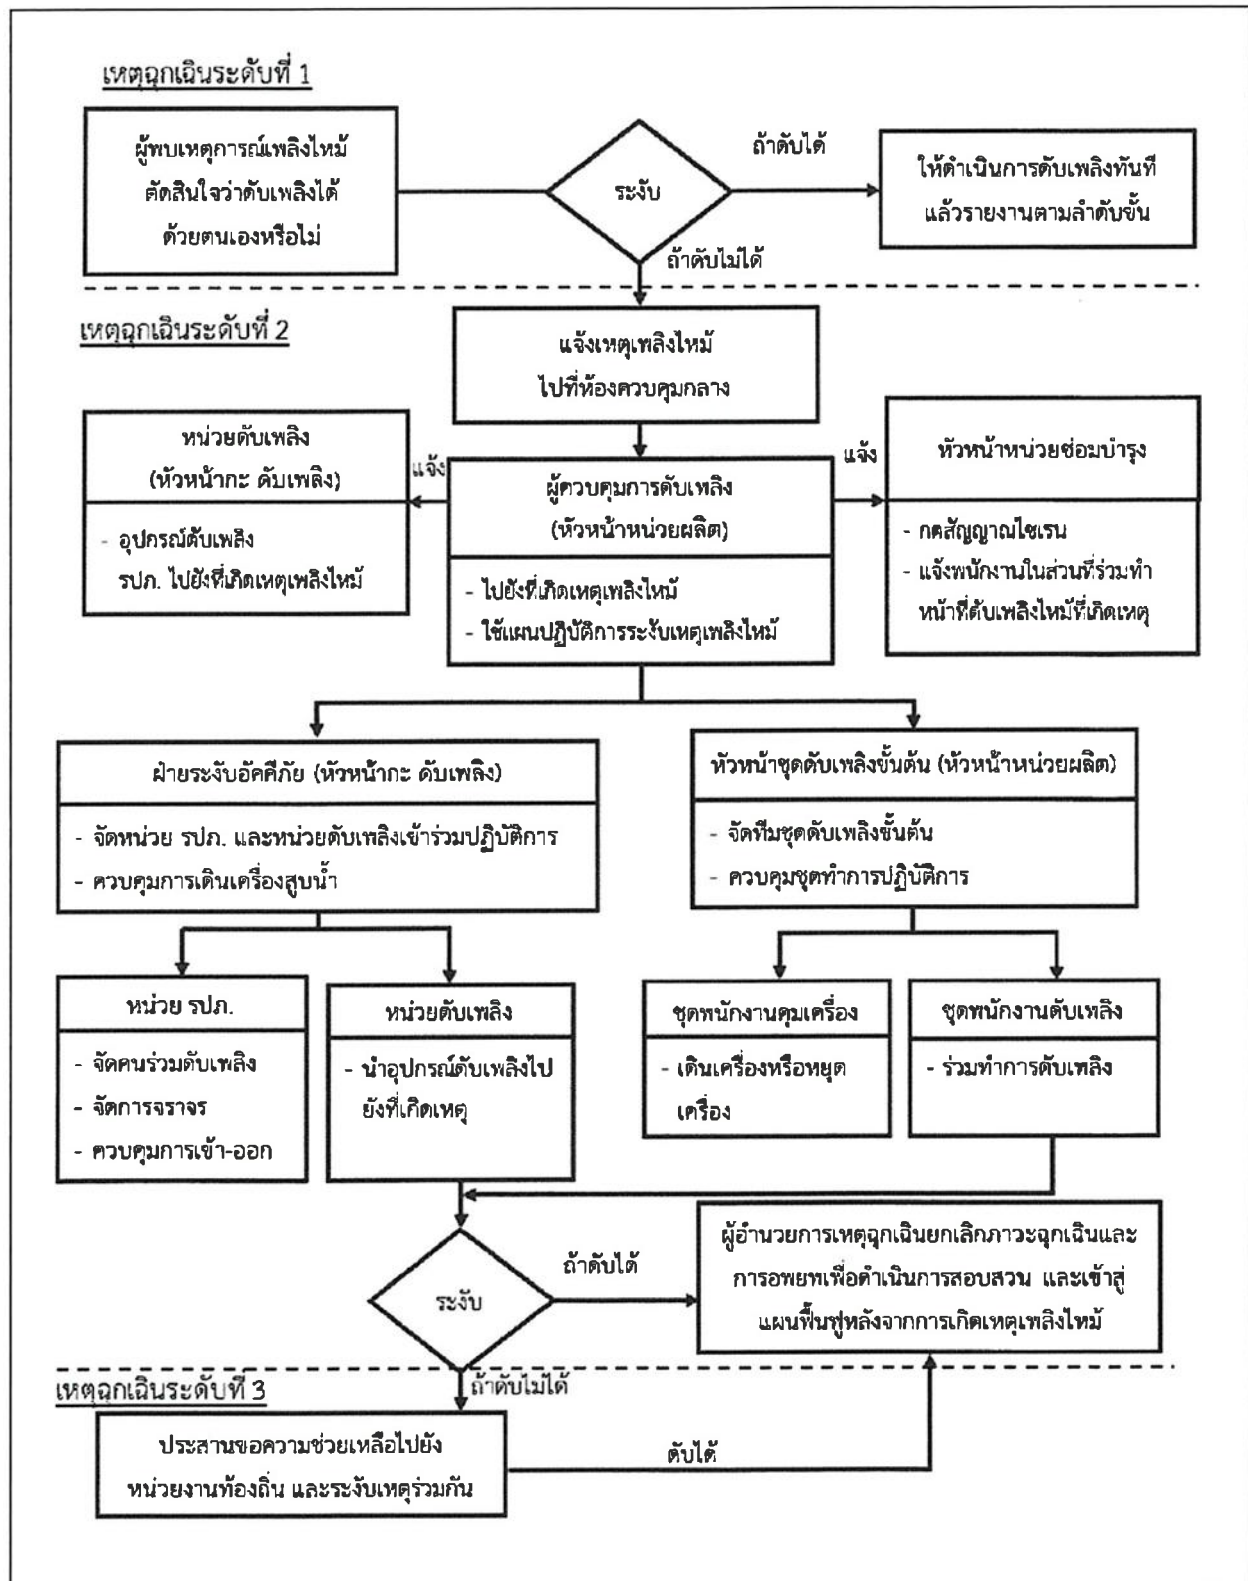 เหตุฉุกเฉินระดับที่ 1
ผู้พบเหตุการณ์เพลิงไหม้
ตัดสินใจว่าดับเพลิงได้
ด้วยตนเองหรือไม่
ระงับ
ถ้าดับได้
ให้ดำเนินการดับเพลิงทันที
แล้วรายงานตามลำดับขั้น
ถ้าดับไม่ได้
เหตุฉุกเฉินระดับที่ 2
แจ้งเหตุเพลิงไหม้
ไปที่ห้องควบคุมกลาง
หน่วยดับเพลิง
(หัวหน้ากะ ดับเพลิง)
- อุปกรณ์ดับเพลิง
รปภ. ไปยังที่เกิดเหตุเพลิงไหม้
แจ้ง
ผู้ควบคุมการดับเพลิง
(หัวหน้าหน่วยผลิต)
- ไปยังที่เกิดเหตุเพลิงไหม้
- ใช้แผนปฏิบัติการระงับเหตุเพลิงไหม้
แจ้ง
หัวหน้าหน่วยซ่อมบำรุง
- กดสัญญาณไซเรน
- แจ้งพนักงานในส่วนที่ร่วมทำ
หน้าที่ดับเพลิงไหม้ที่เกิดเหตุ
ฝ่ายระงับอัคคีภัย (หัวหน้ากะ ดับเพลิง)
- จัดหน่วย รปภ. และหน่วยดับเพลิงเข้าร่วมปฏิบัติการ
- ควบคุมการเดินเครื่องสูบน้ำ
หัวหน้าชุดดับเพลิงขั้นต้น (หัวหน้าหน่วยผลิต)
- จัดทีมชุดดับเพลิงขั้นต้น
- ควบคุมชุดทำการปฏิบัติการ
หน่วย รปภ.
- จัดคนร่วมดับเพลิง
- จัดการจราจร
- ควบคุมการเข้า-ออก
หน่วยดับเพลิง
- นำอุปกรณ์ดับเพลิงไป
ยังที่เกิดเหตุ
ชุดพนักงานคุมเครื่อง
- เดินเครื่องหรือหยุด
เครื่อง
ชุดพนักงานดับเพลิง
- ร่วมทำการดับเพลิง
ระงับ
ถ้าดับได้
ผู้อำนวยการเหตุฉุกเฉินยกเลิกภาวะฉุกเฉินและ
การอพยพเพื่อดำเนินการสอบสวน และเข้าสู่
แผนฟื้นฟูหลังจากการเกิดเหตุเพลิงไหม้
เหตุฉุกเฉินระดับที่ 3
ถ้าดับไม่ได้
ประสานขอความช่วยเหลือไปยัง
หน่วยงานท้องถิ่น และระงับเหตุร่วมกัน
ดับได้